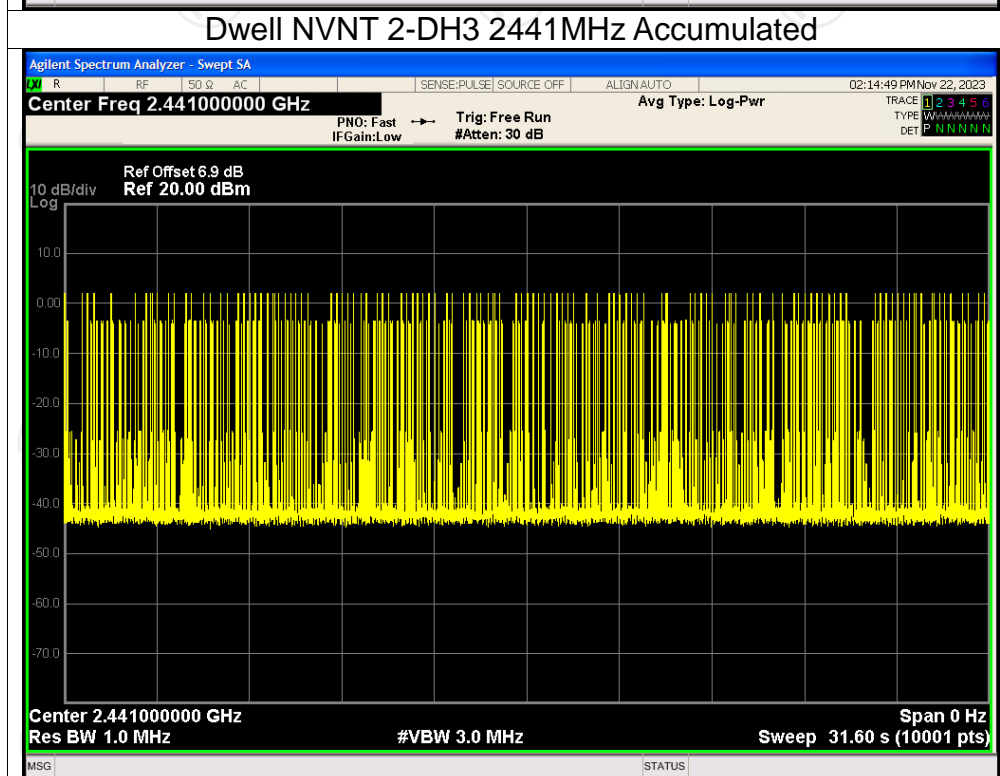 Dwell NVNT 2-DH3 2441MHz Accumulated
Agilent Spectrum Analyzer - Swept SA
LXI R RF 50 Ω AC SENSE:PULSE SOURCE OFF ALIGN AUTO 02:14:49 PM Nov 22, 2023
Center Freq 2.441000000 GHz Avg Type: Log-Pwr TRACE 1 2 3 4 5 6
PNO: Fast Trig: Free Run TYPE WWWWWW
IFGain:Low #Atten: 30 dB DET P N N N N N
Ref Offset 6.9 dB
10 dB/div Ref 20.00 dBm
Log
10.0
0.00
-10.0
-20.0
-30.0
-40.0
-50.0
-60.0
-70.0
Center 2.441000000 GHz Span 0 Hz
Res BW 1.0 MHz #VBW 3.0 MHz Sweep 31.60 s (10001 pts)
MSG STATUS